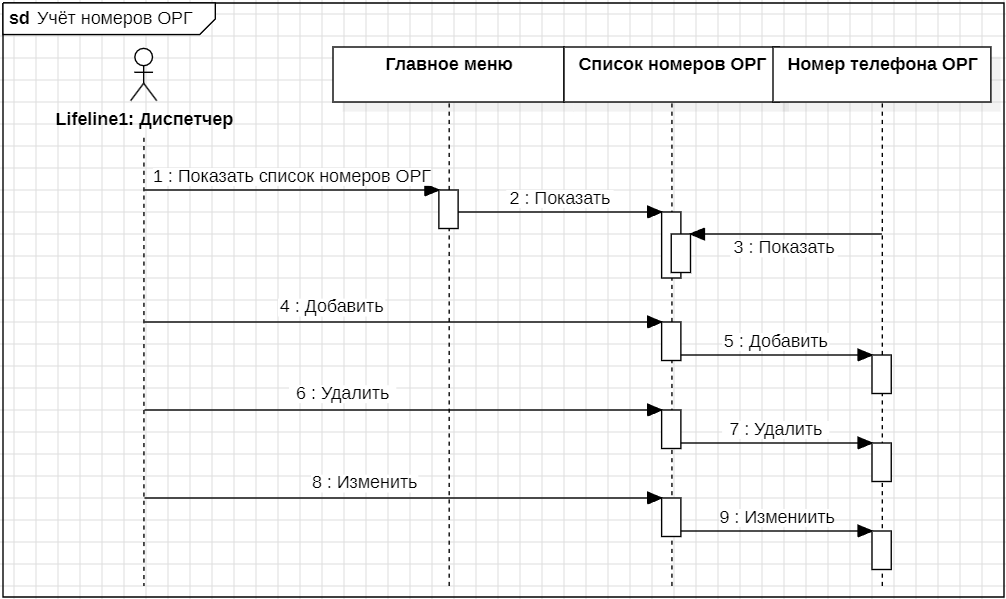 sd Учёт номеров ОРГ
Главное меню
Список номеров ОРГ
Номер телефона ОРГ
Lifeline1: Диспетчер
1 : Показать список номеров ОРГ
2 : Показать
3 : Показать
4 : Добавить
5 : Добавить
6 : Удалить
7 : Удалить
8 : Изменить
9 : Измениить